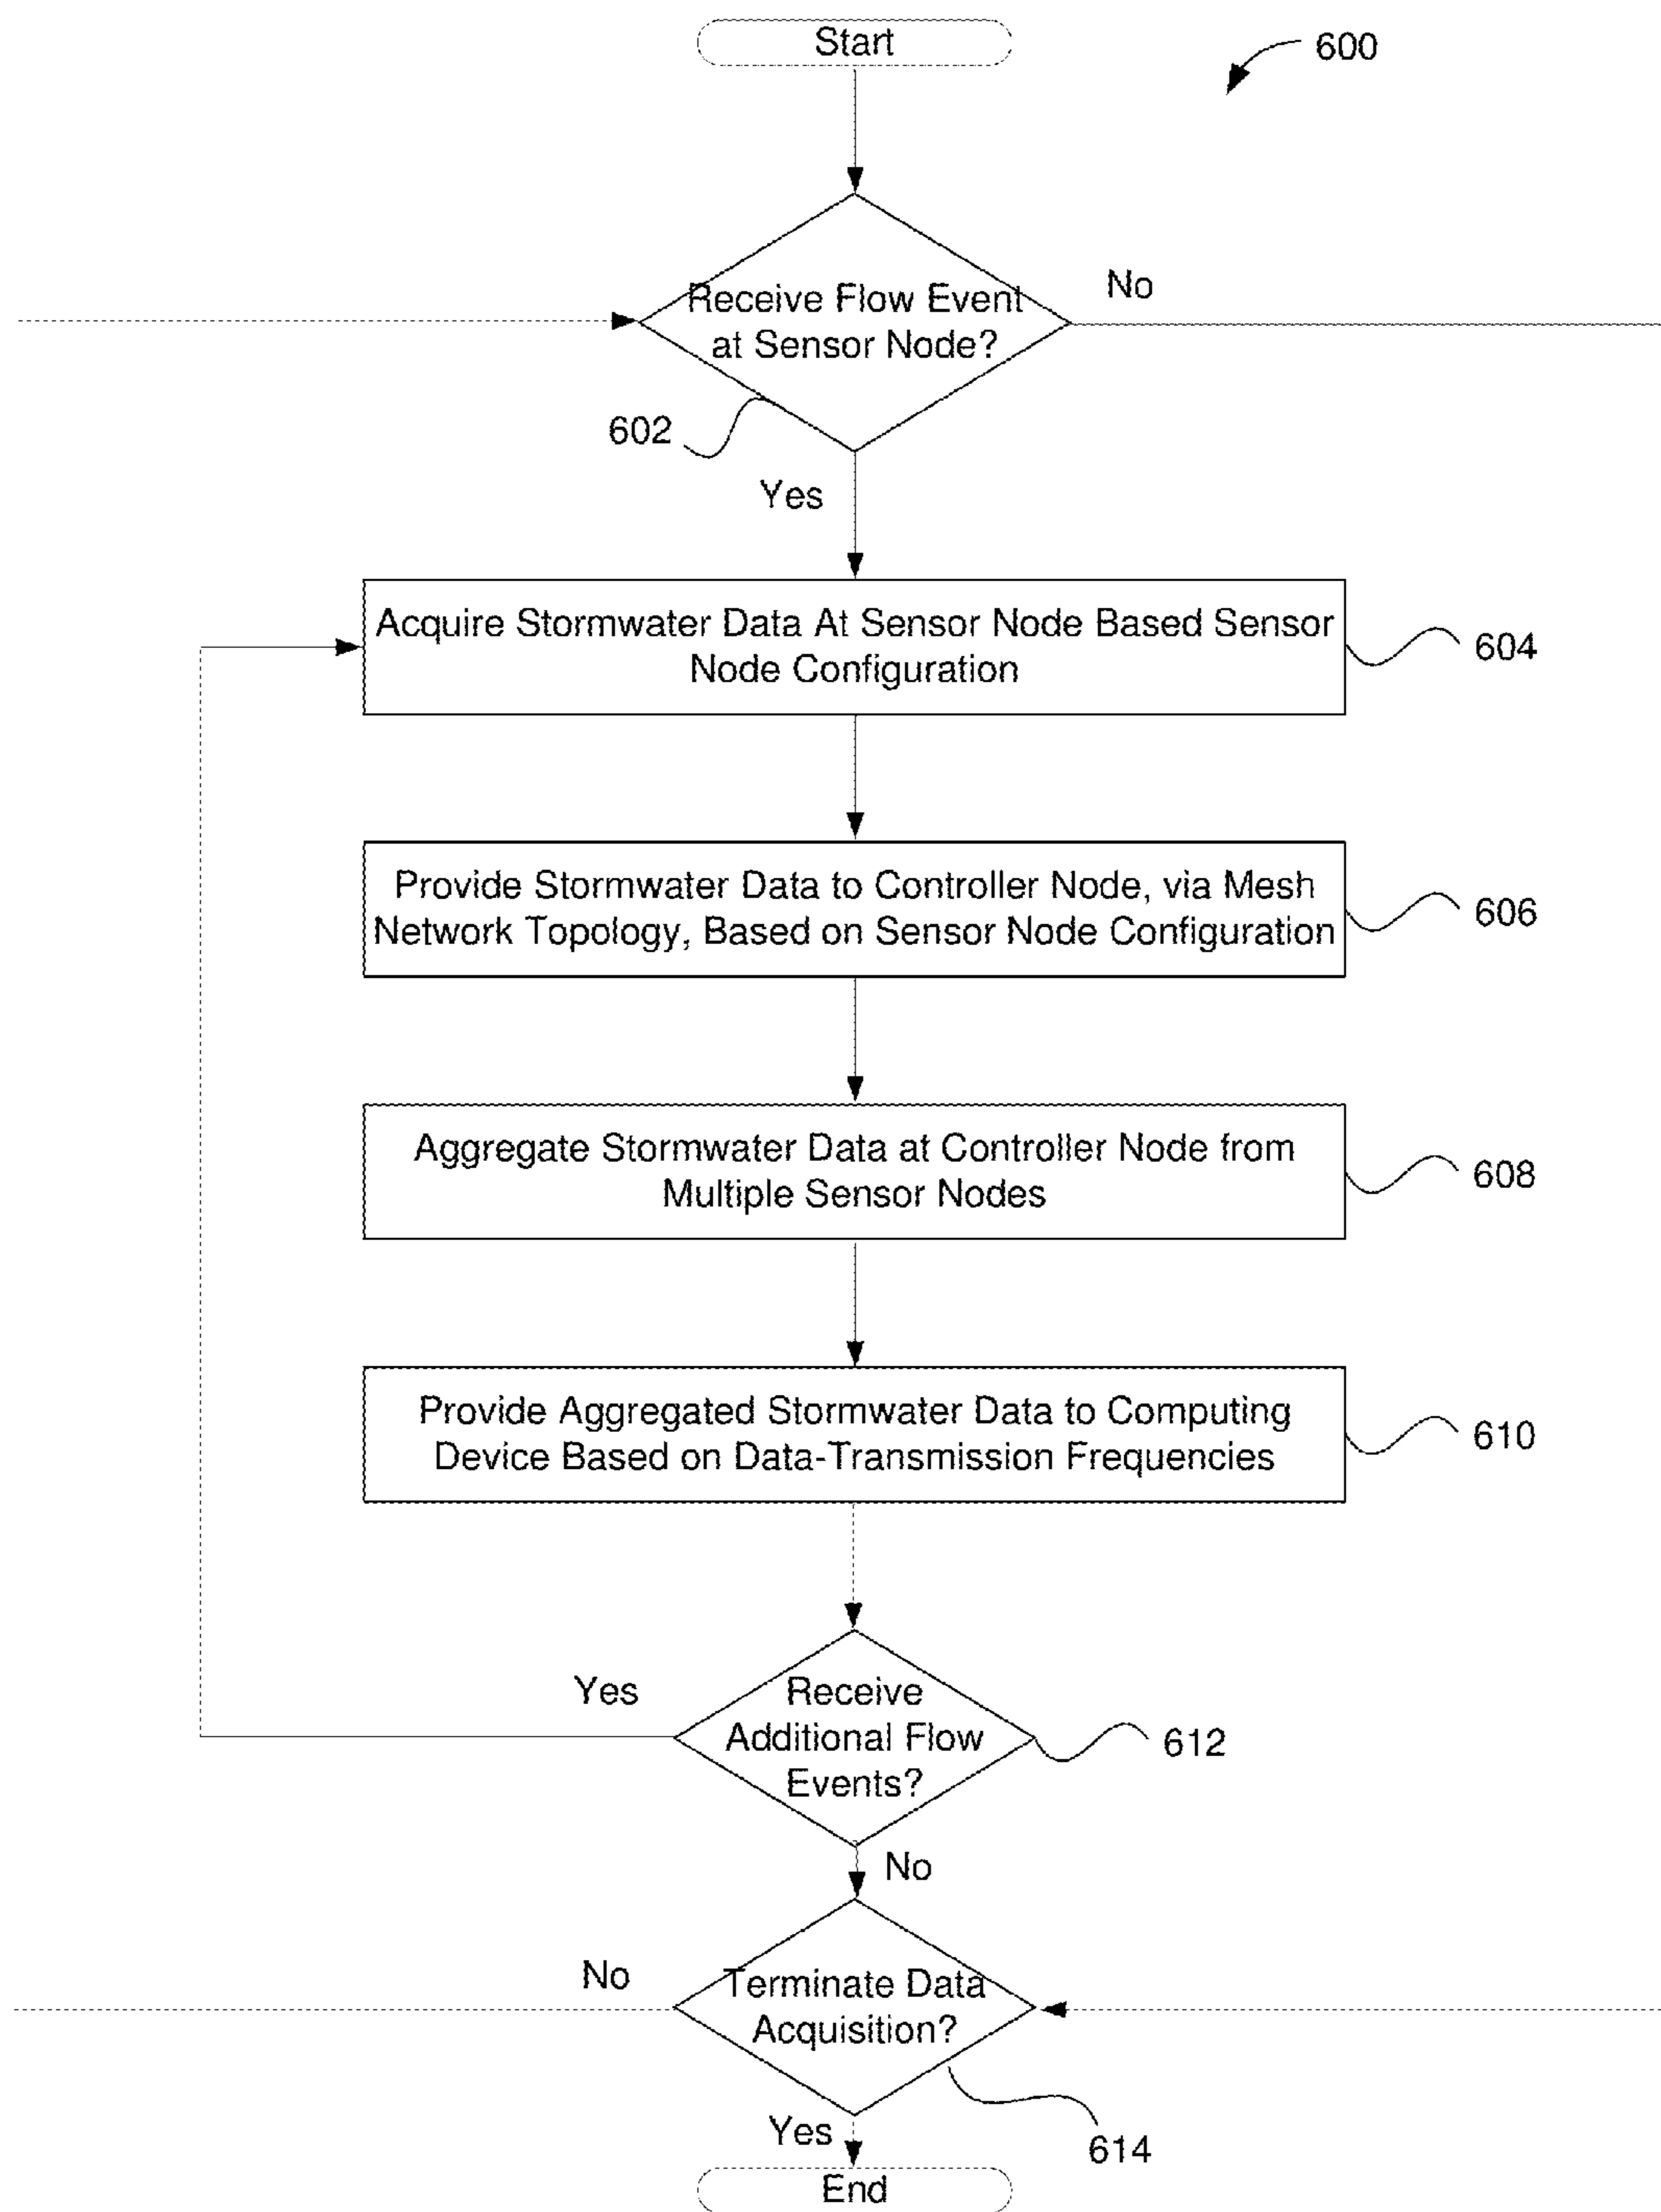 Start
600
Receive Flow Event
at Sensor Node?
No
602
Yes
Acquire Stormwater Data At Sensor Node Based Sensor
Node Configuration
604
Provide Stormwater Data to Controller Node, via Mesh
Network Topology, Based on Sensor Node Configuration
606
Aggregate Stormwater Data at Controller Node from
Multiple Sensor Nodes
608
Provide Aggregated Stormwater Data to Computing
Device Based on Data-Transmission Frequencies
610
Yes
Receive
Additional Flow
Events?
612
No
No
Terminate Data
Acquisition?
Yes
614
End